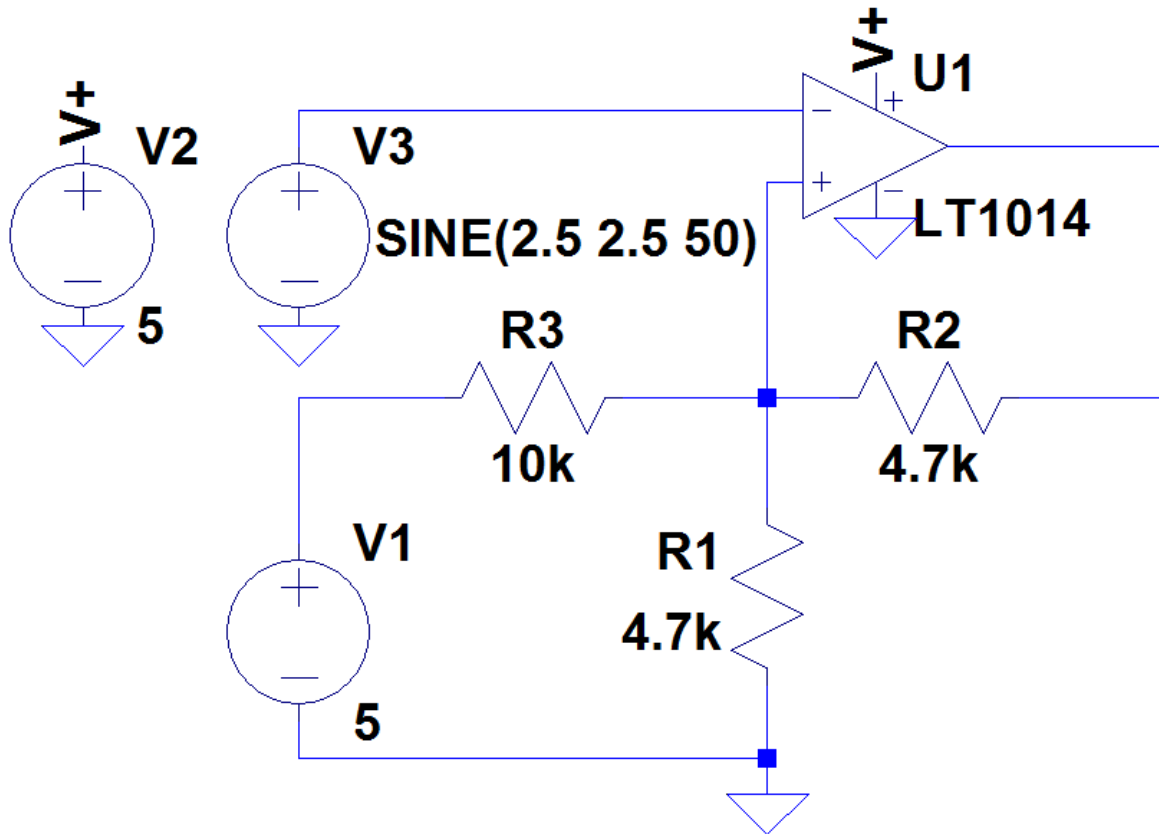 V+
V2
5
V3
SINE(2.5 2.5 50)
V+
U1
LT1014
R3
10k
R2
4.7k
V1
5
R1
4.7k